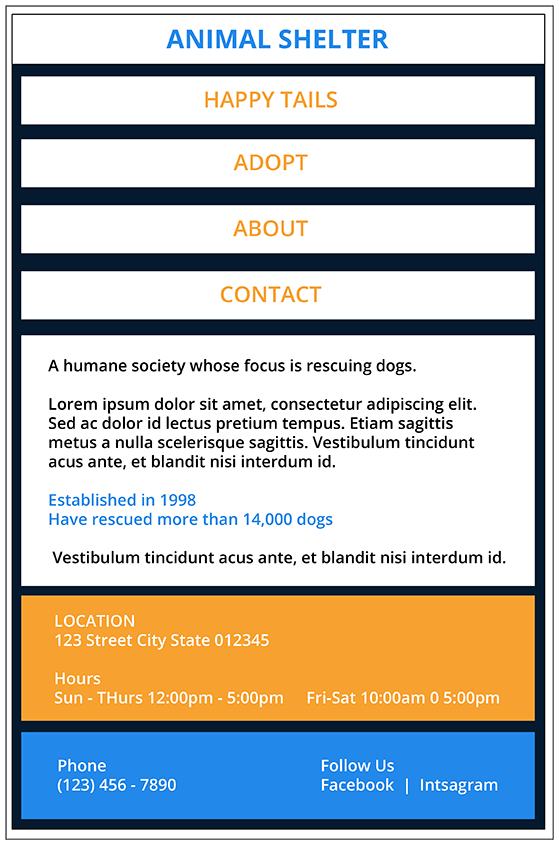 ANIMAL SHELTER
HAPPY TAILS
ADOPT
ABOUT
CONTACT
A humane society whose focus is rescuing dogs.
Lorem ipsum dolor sit amet, consectetur adipiscing elit.
Sed ac dolor id lectus pretium tempus. Etiam sagittis
metus a nulla scelerisque sagittis. Vestibulum tincidunt
acus ante, et blandit nisi interdum id.
Established in 1998
Have rescued more than 14,000 dogs
Vestibulum tincidunt acus ante, et blandit nisi interdum id.
LOCATION
123 Street City State 012345
Hours
Sun - THurs 12:00pm - 5:00pm Fri-Sat 10:00am 0 5:00pm
Phone
(123) 456 - 7890
Follow Us
Facebook | Intsagram